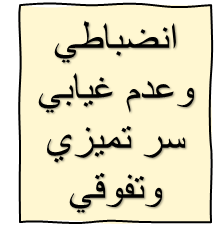 انضباطي
وعدم غيابي
سر تميزي
وتفوقي